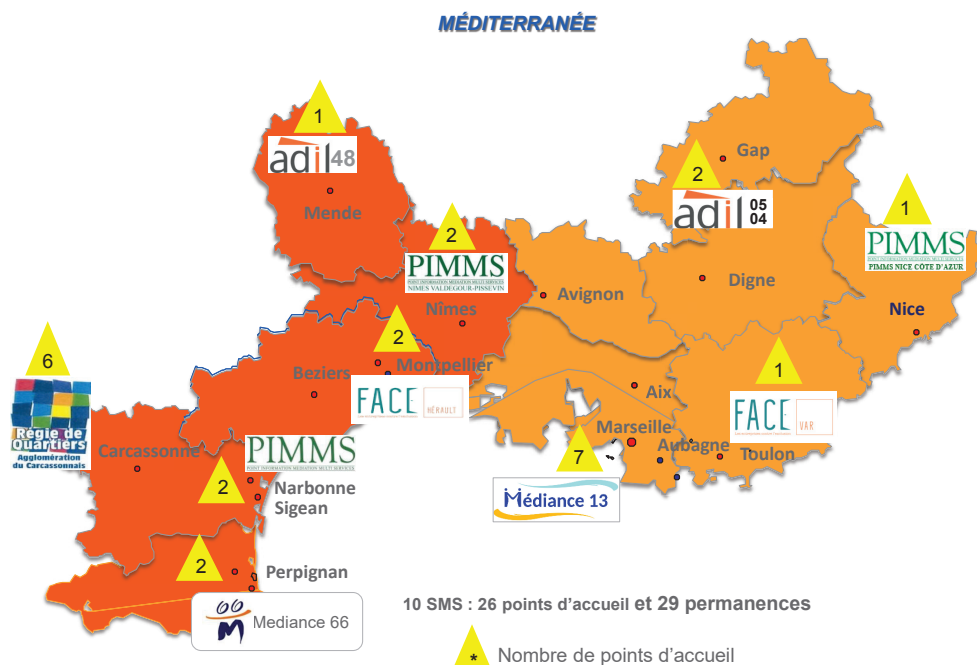 MÉDITERRANÉE
1
adil48
Mende
2
PIMMS
POINT INFORMATION MEDIATION MULTI SERVICES
NIMES VALDEGOUR-PISSEVIN
Nîmes
Gap
2
adil 05
04
1
PIMMS
PIMMS NICE CÔTE D'AZUR
Avignon
Digne
Nice
6
Régie de
Quartiers
Agglomération
du Carcassonnais
2
Montpellier
Beziers
FACE HÉRAULT
Aix
1
FACE VAR
Marseille
Aubagne
Toulon
7
Médiance 13
Carcassonne
PIMMS
POINT INFORMATION MEDIATION MULTI SERVICES
2
Narbonne
Sigean
2
Perpignan
66
M
Mediance 66
10 SMS : 26 points d'accueil et 29 permanences
* Nombre de points d'accueil